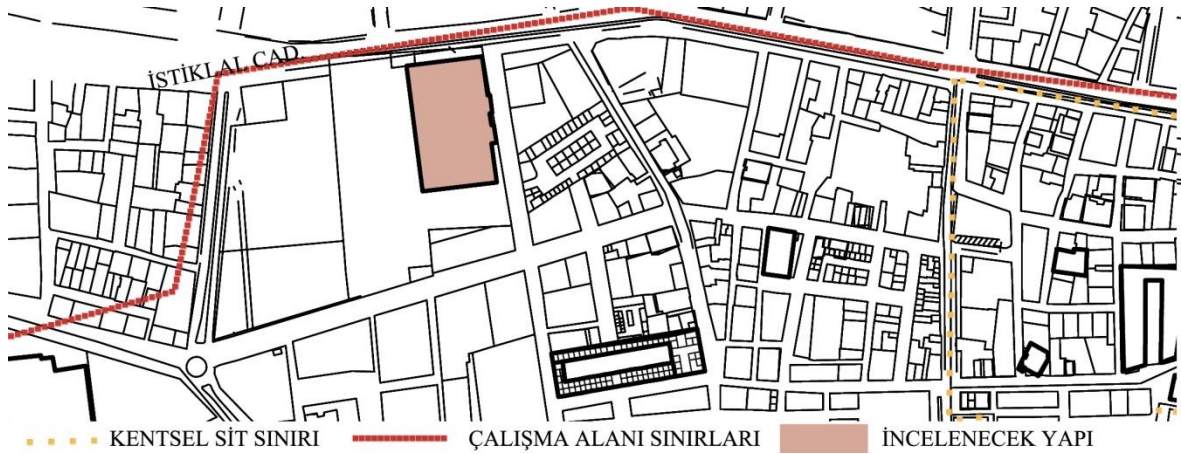 İSTİKLAL CAD.
KENTSEL SİT SINIRI
ÇALIŞMA ALANI SINIRLARI
İNCELENECEK YAPI